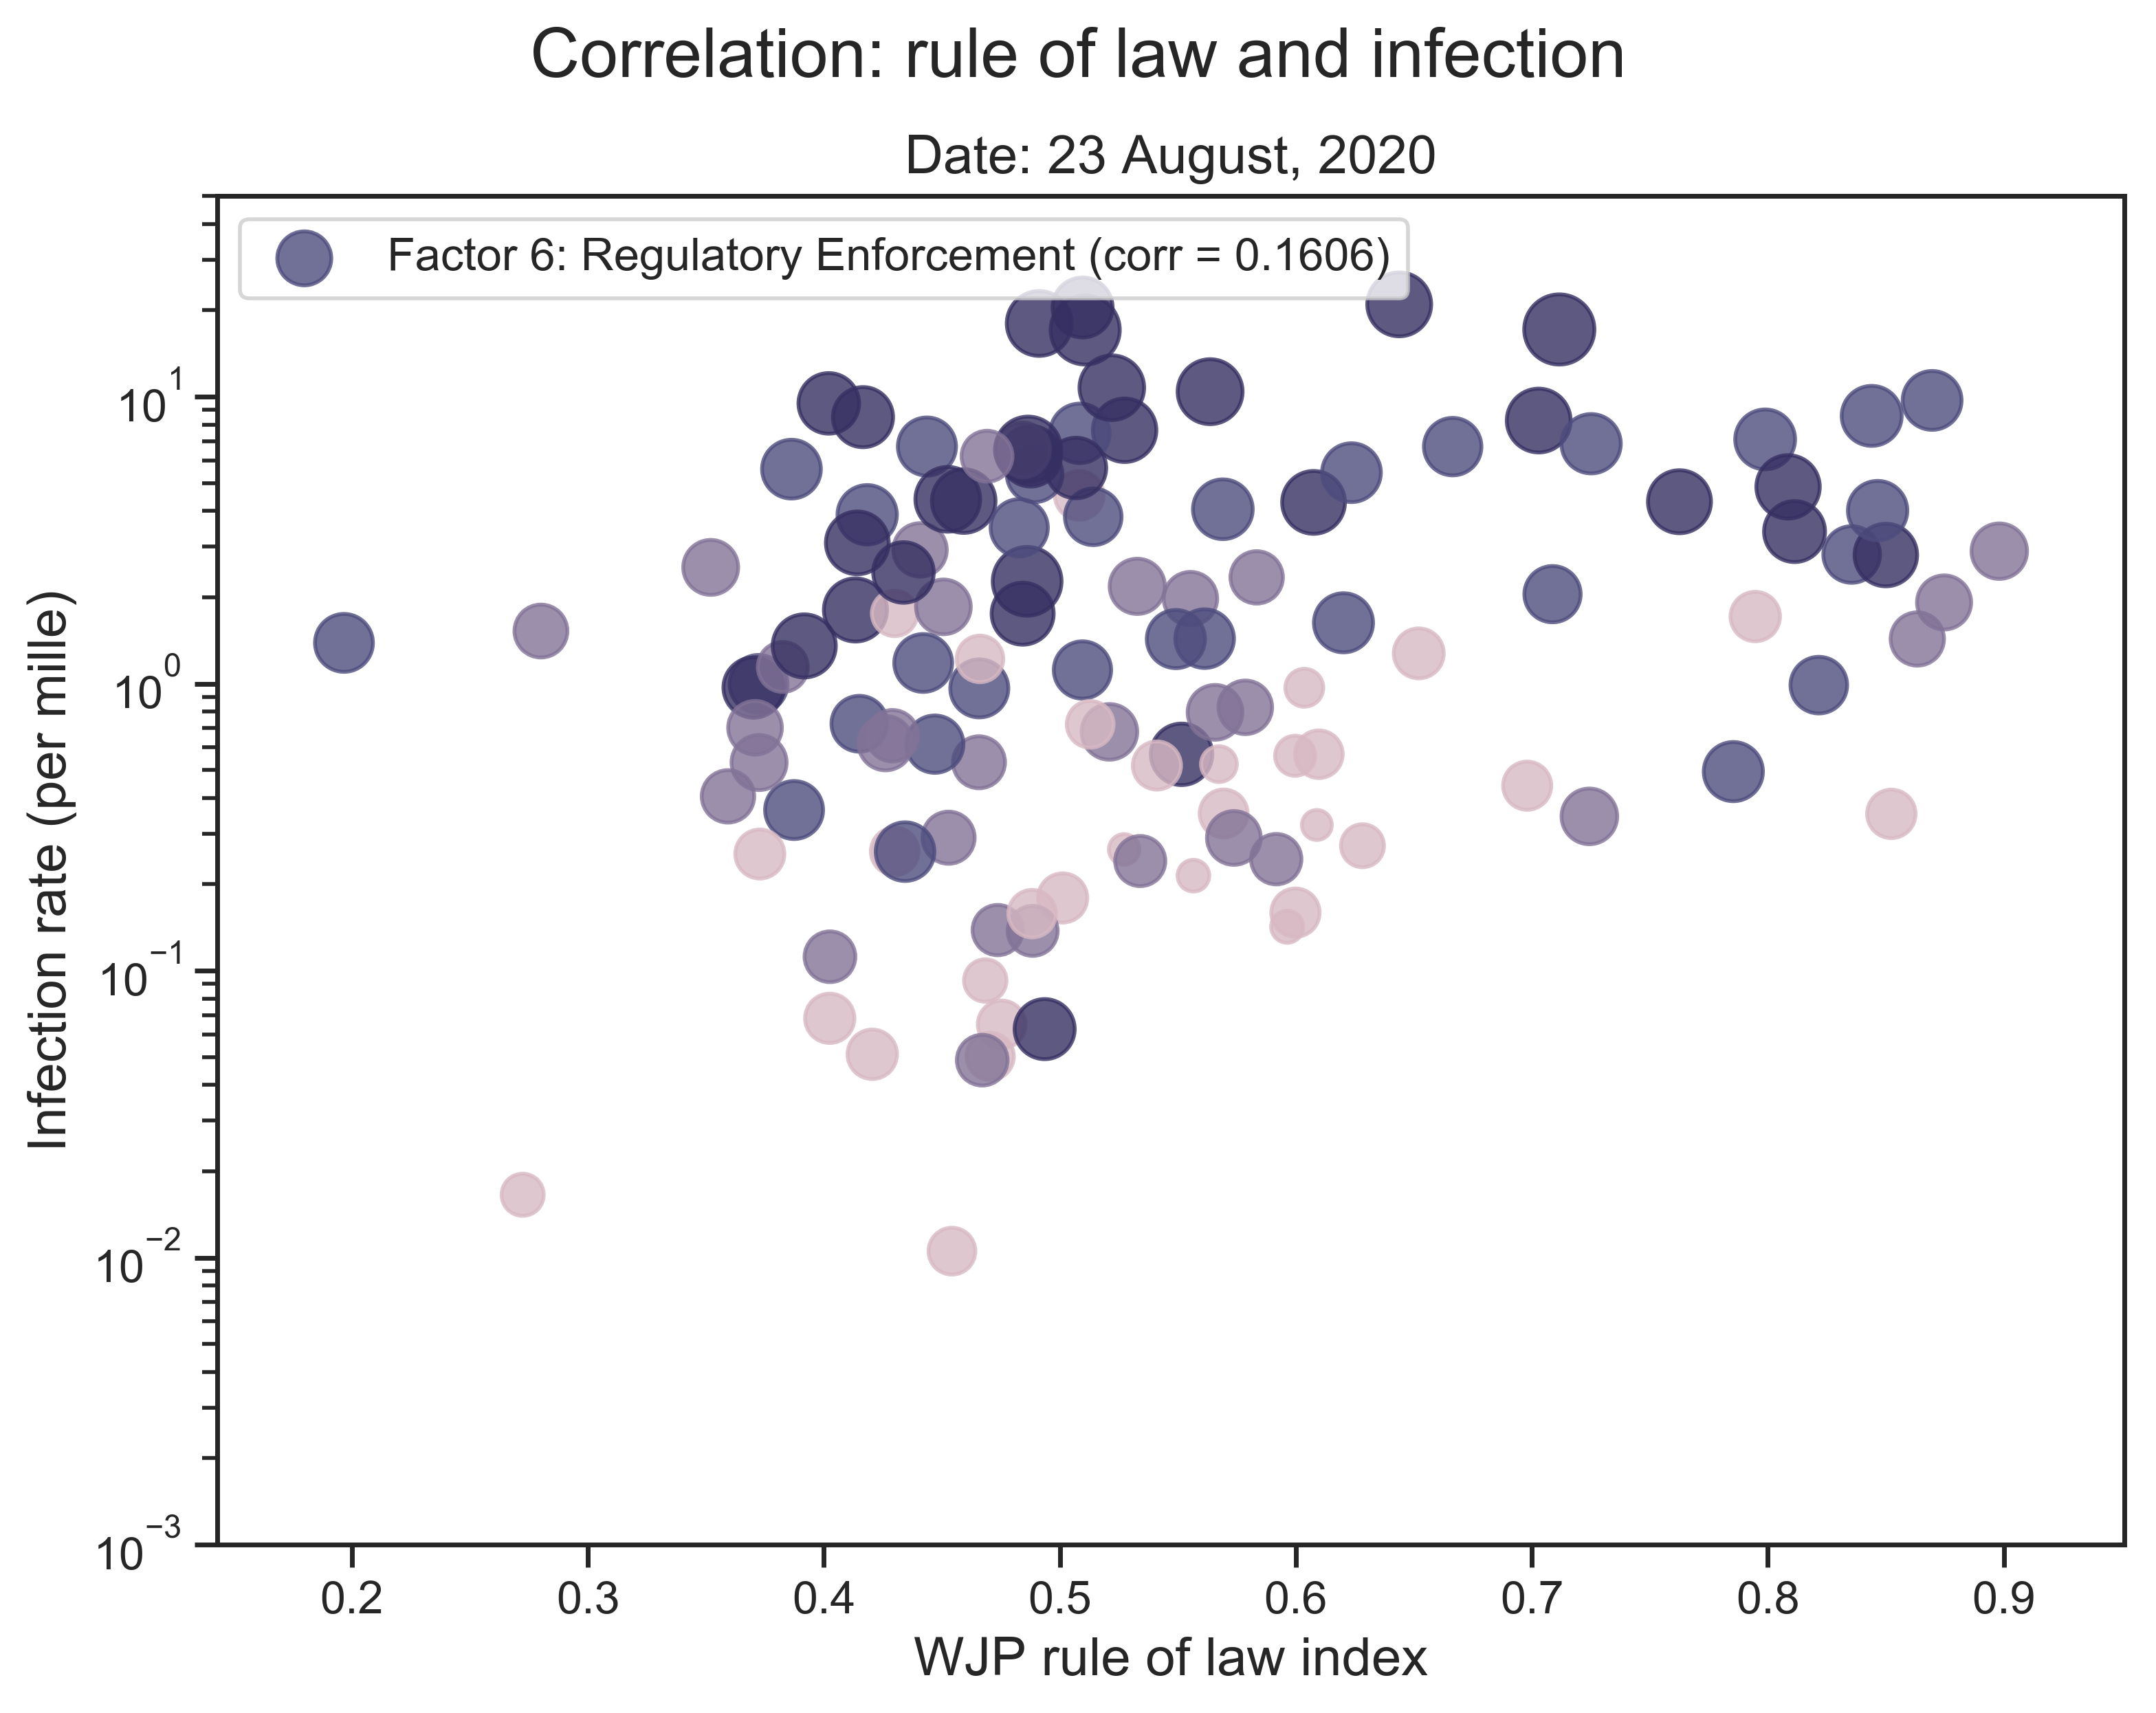 Correlation: rule of law and infection
Date: 23 August, 2020
Factor 6: Regulatory Enforcement (corr = 0.1606)
Infection rate (per mille)
10^1
10^0
10^−1
10^−2
10^−3
0.2 0.3 0.4 0.5 0.6 0.7 0.8 0.9
WJP rule of law index